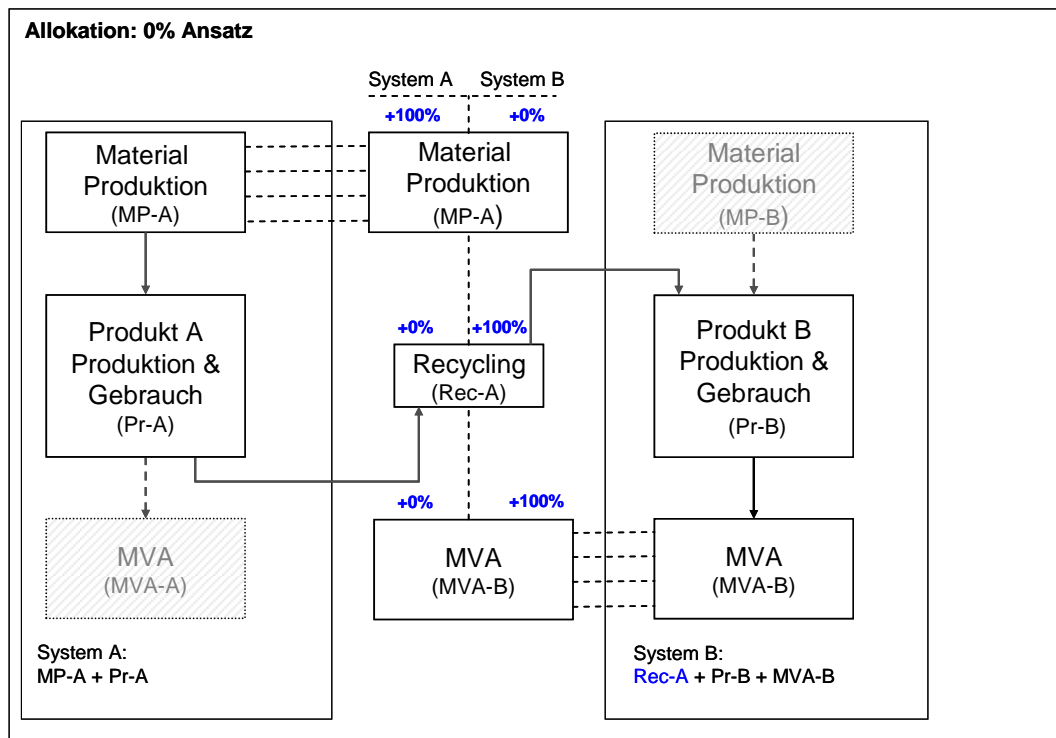 Allokation: 0% Ansatz
System A System B
+100% +0%
Material
Produktion
(MP-A)
Material
Produktion
(MP-A)
Material
Produktion
(MP-B)
Produkt A
Produktion &
Gebrauch
(Pr-A)
+0% +100%
Recycling
(Rec-A)
Produkt B
Produktion &
Gebrauch
(Pr-B)
+0% +100%
MVA
(MVA-A)
MVA
(MVA-B)
MVA
(MVA-B)
System A:
MP-A + Pr-A
System B:
Rec-A + Pr-B + MVA-B